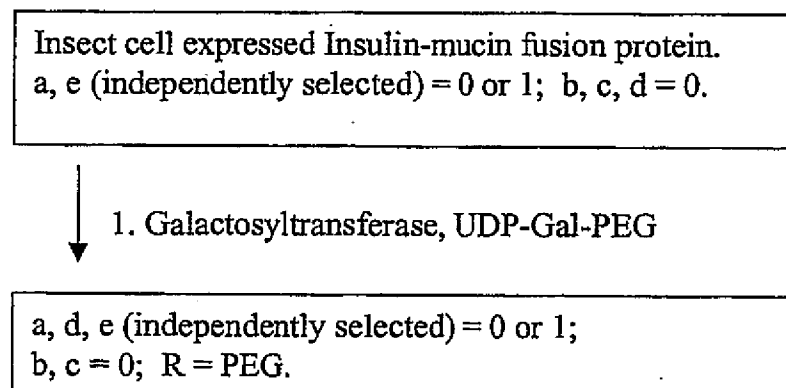 Insect cell expressed Insulin-mucin fusion protein.
a, e (independently selected) = 0 or 1; b, c, d = 0.
1. Galactosyltransferase, UDP-Gal-PEG
a, d, e (independently selected) = 0 or 1;
b, c = 0; R = PEG.